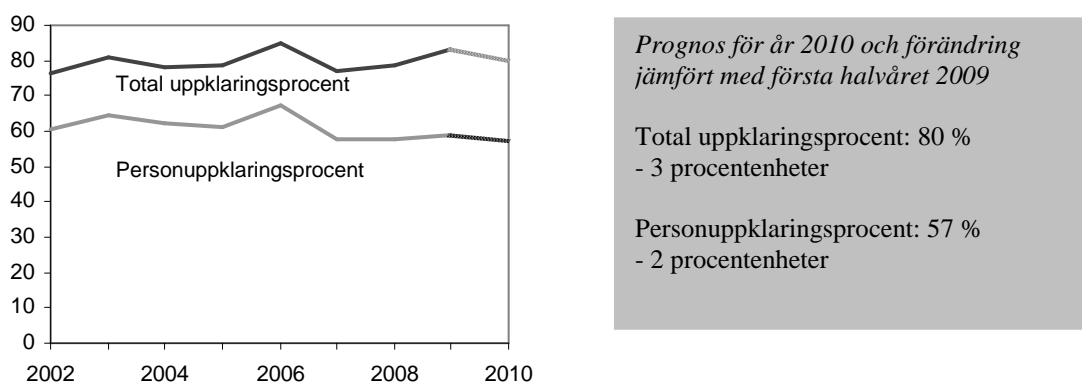 90
80
70
60
50
40
30
20
10
0
2002
2004
2006
2008
2010
Total uppklaringsprocent
Personuppklaringsprocent
Prognos för år 2010 och förändring
jämfört med första halvåret 2009
Total uppklaringsprocent: 80 %
- 3 procentenheter
Personuppklaringsprocent: 57 %
- 2 procentenheter